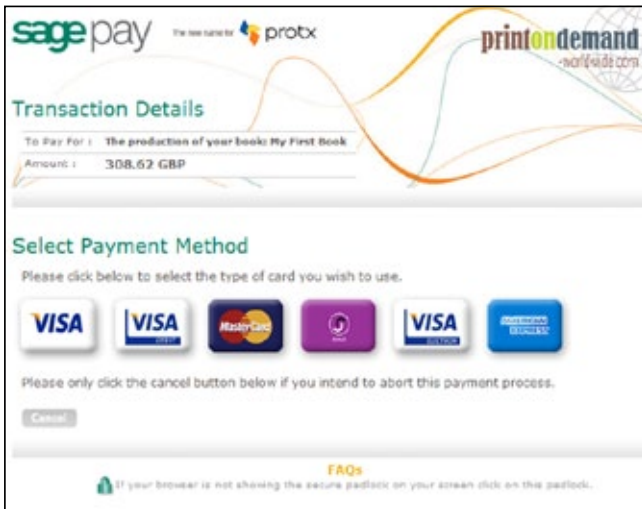 sage pay The new name for protx
printondemand
-worldwide.com
Transaction Details
To Pay For : The production of your book: My First Book
Amount : 308.62 GBP
Select Payment Method
Please click below to select the type of card you wish to use.
VISA VISA DEBIT MasterCard VISA ELECTRON AMERICAN EXPRESS
Please only click the cancel button below if you intend to abort this payment process.
Cancel
FAQs
If your browser is not showing the secure padlock on your screen click on this padlock.